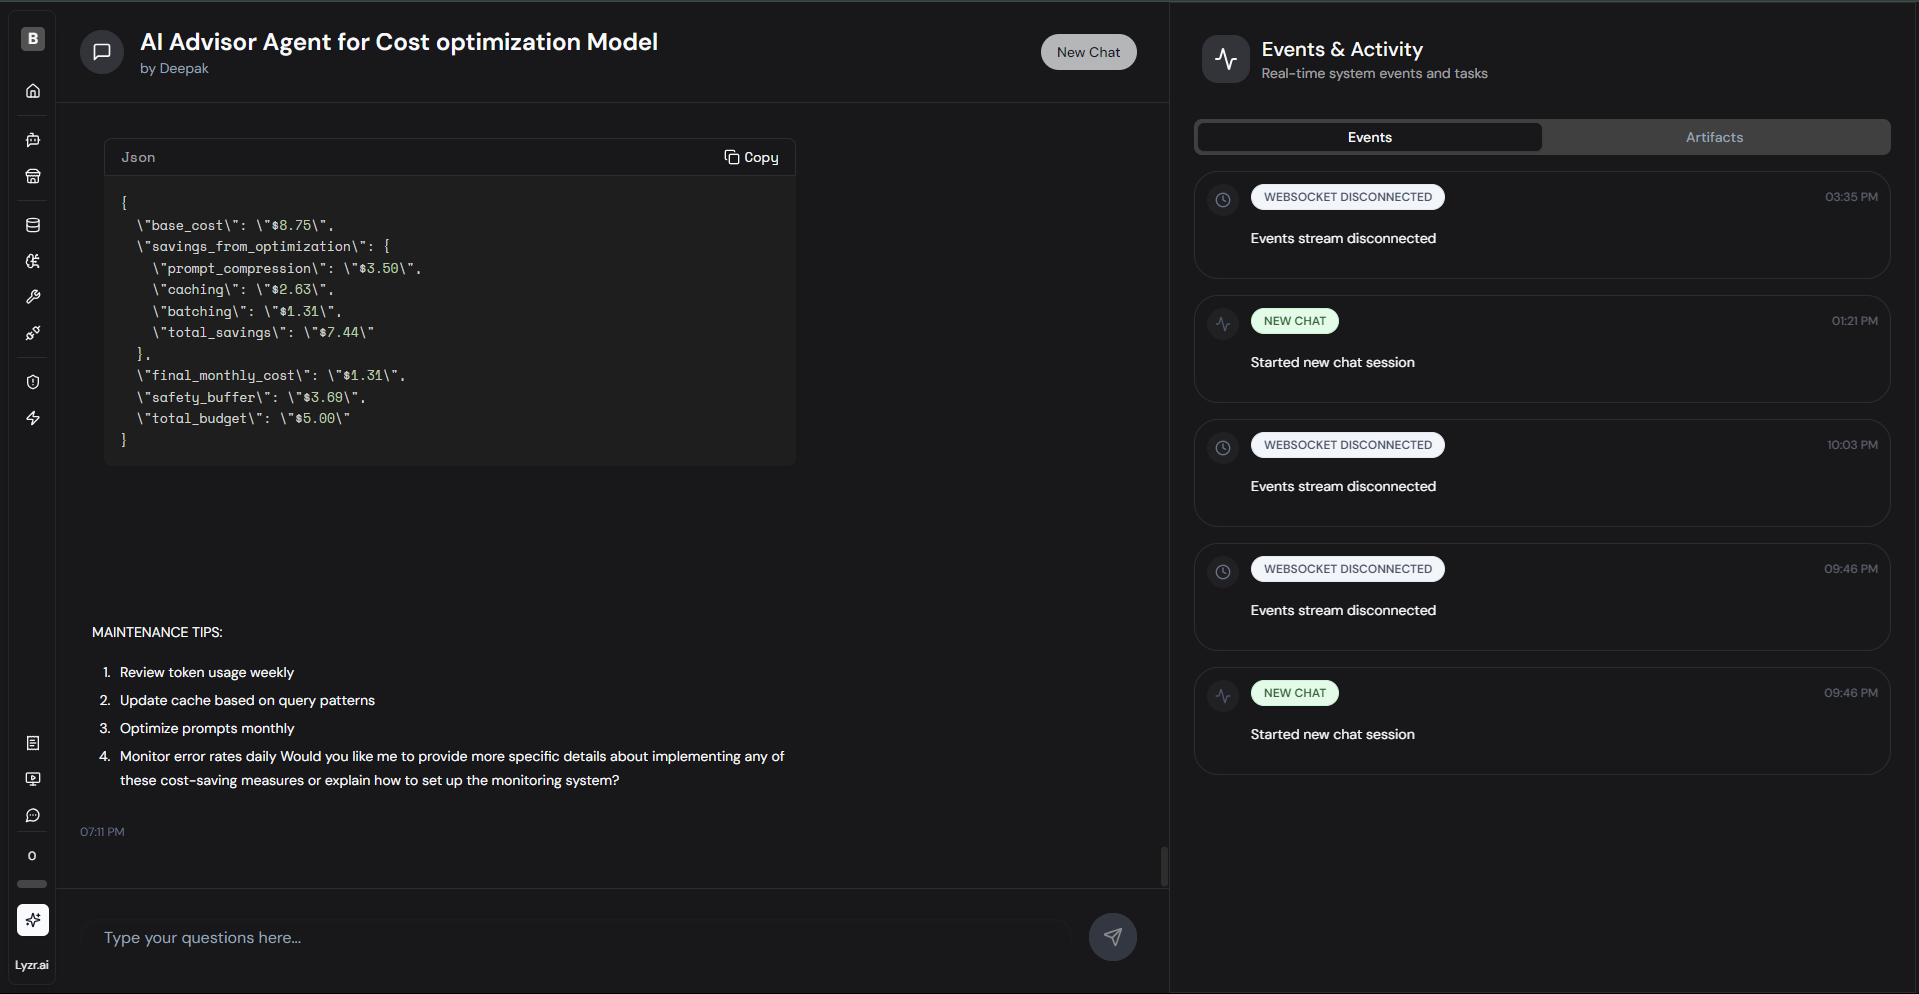 B
AI Advisor Agent for Cost optimization Model
by Deepak
New Chat
Json
Copy
{
\"base_cost\": \"$8.75\",
\"savings_from_optimization\": {
\"prompt_compression\": \"$3.50\",
\"caching\": \"$2.63\",
\"batching\": \"$1.31\",
\"total_savings\": \"$7.44\"
},
\"final_monthly_cost\": \"$1.31\",
\"safety_buffer\": \"$3.69\",
\"total_budget\": \"$5.00\"
}
MAINTENANCE TIPS:
1. Review token usage weekly
2. Update cache based on query patterns
3. Optimize prompts monthly
4. Monitor error rates daily Would you like me to provide more specific details about implementing any of
these cost-saving measures or explain how to set up the monitoring system?
07:11 PM
Type your questions here...
0
Lyzr.ai
Events & Activity
Real-time system events and tasks
Events
Artifacts
WEBSOCKET DISCONNECTED
03:35 PM
Events stream disconnected
NEW CHAT
01:21 PM
Started new chat session
WEBSOCKET DISCONNECTED
10:03 PM
Events stream disconnected
WEBSOCKET DISCONNECTED
09:46 PM
Events stream disconnected
NEW CHAT
09:46 PM
Started new chat session